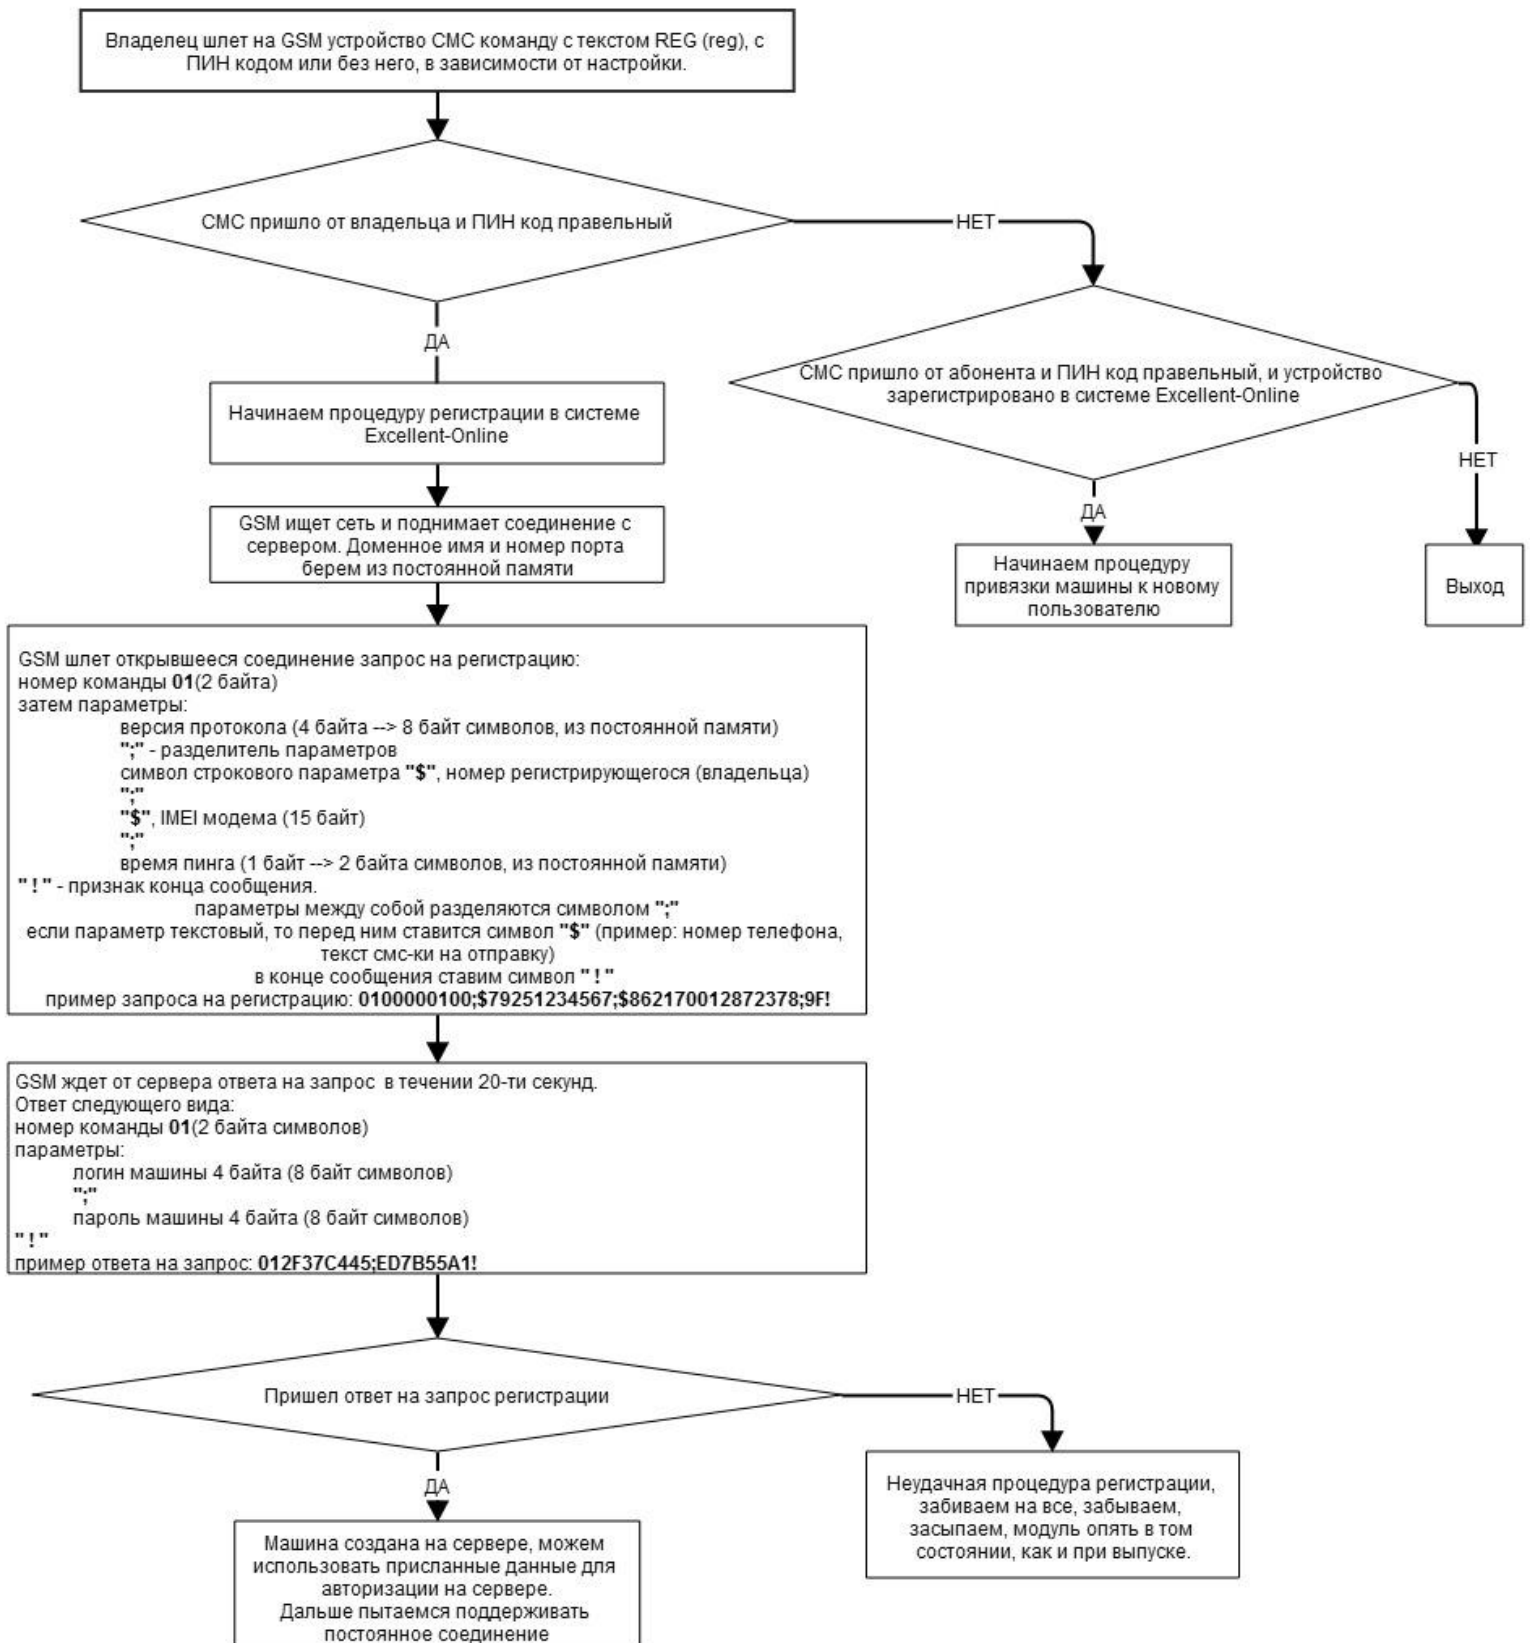 Владелец шлет на GSM устройство СМС команду с текстом REG (reg), с
ПИН кодом или без него, в зависимости от настройки.
СМС пришло от владельца и ПИН код правельный
НЕТ
ДА
СМС пришло от абонента и ПИН код правельный, и устройство
зарегистрировано в системе Excellent-Online
НЕТ
ДА
Начинаем процедуру
привязки машины к новому
пользователю
Выход
Начинаем процедуру регистрации в системе
Excellent-Online
GSM ищет сеть и поднимает соединение с
сервером. Доменное имя и номер порта
берем из постоянной памяти
GSM шлет открывшееся соединение запрос на регистрацию:
номер команды 01(2 байта)
затем параметры:
версия протокола (4 байта --> 8 байт символов, из постоянной памяти)
";" - разделитель параметров
символ строкового параметра "$", номер регистрирующегося (владельца)
";"
"$", IMEI модема (15 байт)
";"
время пинга (1 байт --> 2 байта символов, из постоянной памяти)
" ! " - признак конца сообщения.
параметры между собой разделяются символом ";"
если параметр текстовый, то перед ним ставится символ "$" (пример: номер телефона,
текст смс-ки на отправку)
в конце сообщения ставим символ " ! "
пример запроса на регистрацию: 0100000100;$79251234567;$862170012872378;9F!
GSM ждет от сервера ответа на запрос в течении 20-ти секунд.
Ответ следующего вида:
номер команды 01(2 байта символов)
параметры:
логин машины 4 байта (8 байт символов)
";"
пароль машины 4 байта (8 байт символов)
" ! "
пример ответа на запрос: 012F37C445;ED7B55A1!
Пришел ответ на запрос регистрации
НЕТ
ДА
Неудачная процедура регистрации,
забиваем на все, забываем,
засыпаем, модуль опять в том
состоянии, как и при выпуске.
Машина создана на сервере, можем
использовать присланные данные для
авторизации на сервере.
Дальше пытаемся поддерживать
постоянное соединение